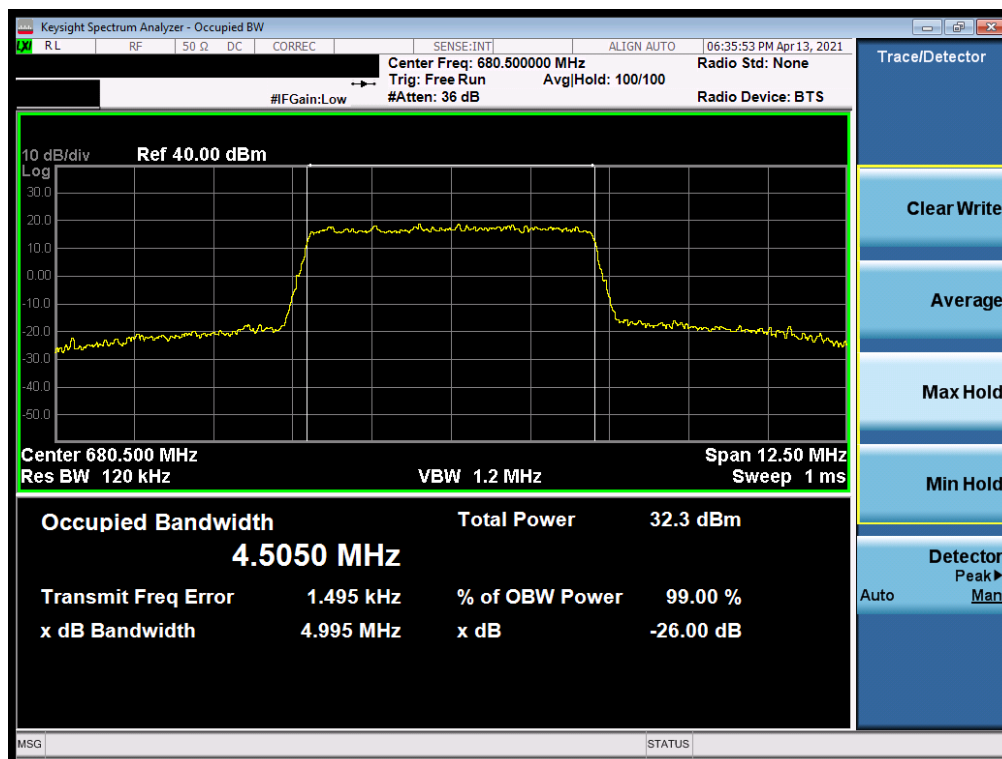 Keysight Spectrum Analyzer - Occupied BW
LXI RL RF 50 Ω DC CORREC SENSE:INT ALIGN AUTO 06:35:53 PM Apr 13, 2021
Center Freq: 680.500000 MHz Radio Std: None
Trig: Free Run Avg|Hold: 100/100
#IFGain:Low #Atten: 36 dB Radio Device: BTS
10 dB/div Ref 40.00 dBm
Log
30.0
20.0
10.0
0.00
-10.0
-20.0
-30.0
-40.0
-50.0
Center 680.500 MHz Span 12.50 MHz
Res BW 120 kHz VBW 1.2 MHz Sweep 1 ms
Occupied Bandwidth Total Power 32.3 dBm
4.5050 MHz
Transmit Freq Error 1.495 kHz % of OBW Power 99.00 %
x dB Bandwidth 4.995 MHz x dB -26.00 dB
MSG STATUS
Trace/Detector
Clear Write
Average
Max Hold
Min Hold
Detector
Peak
Auto Man